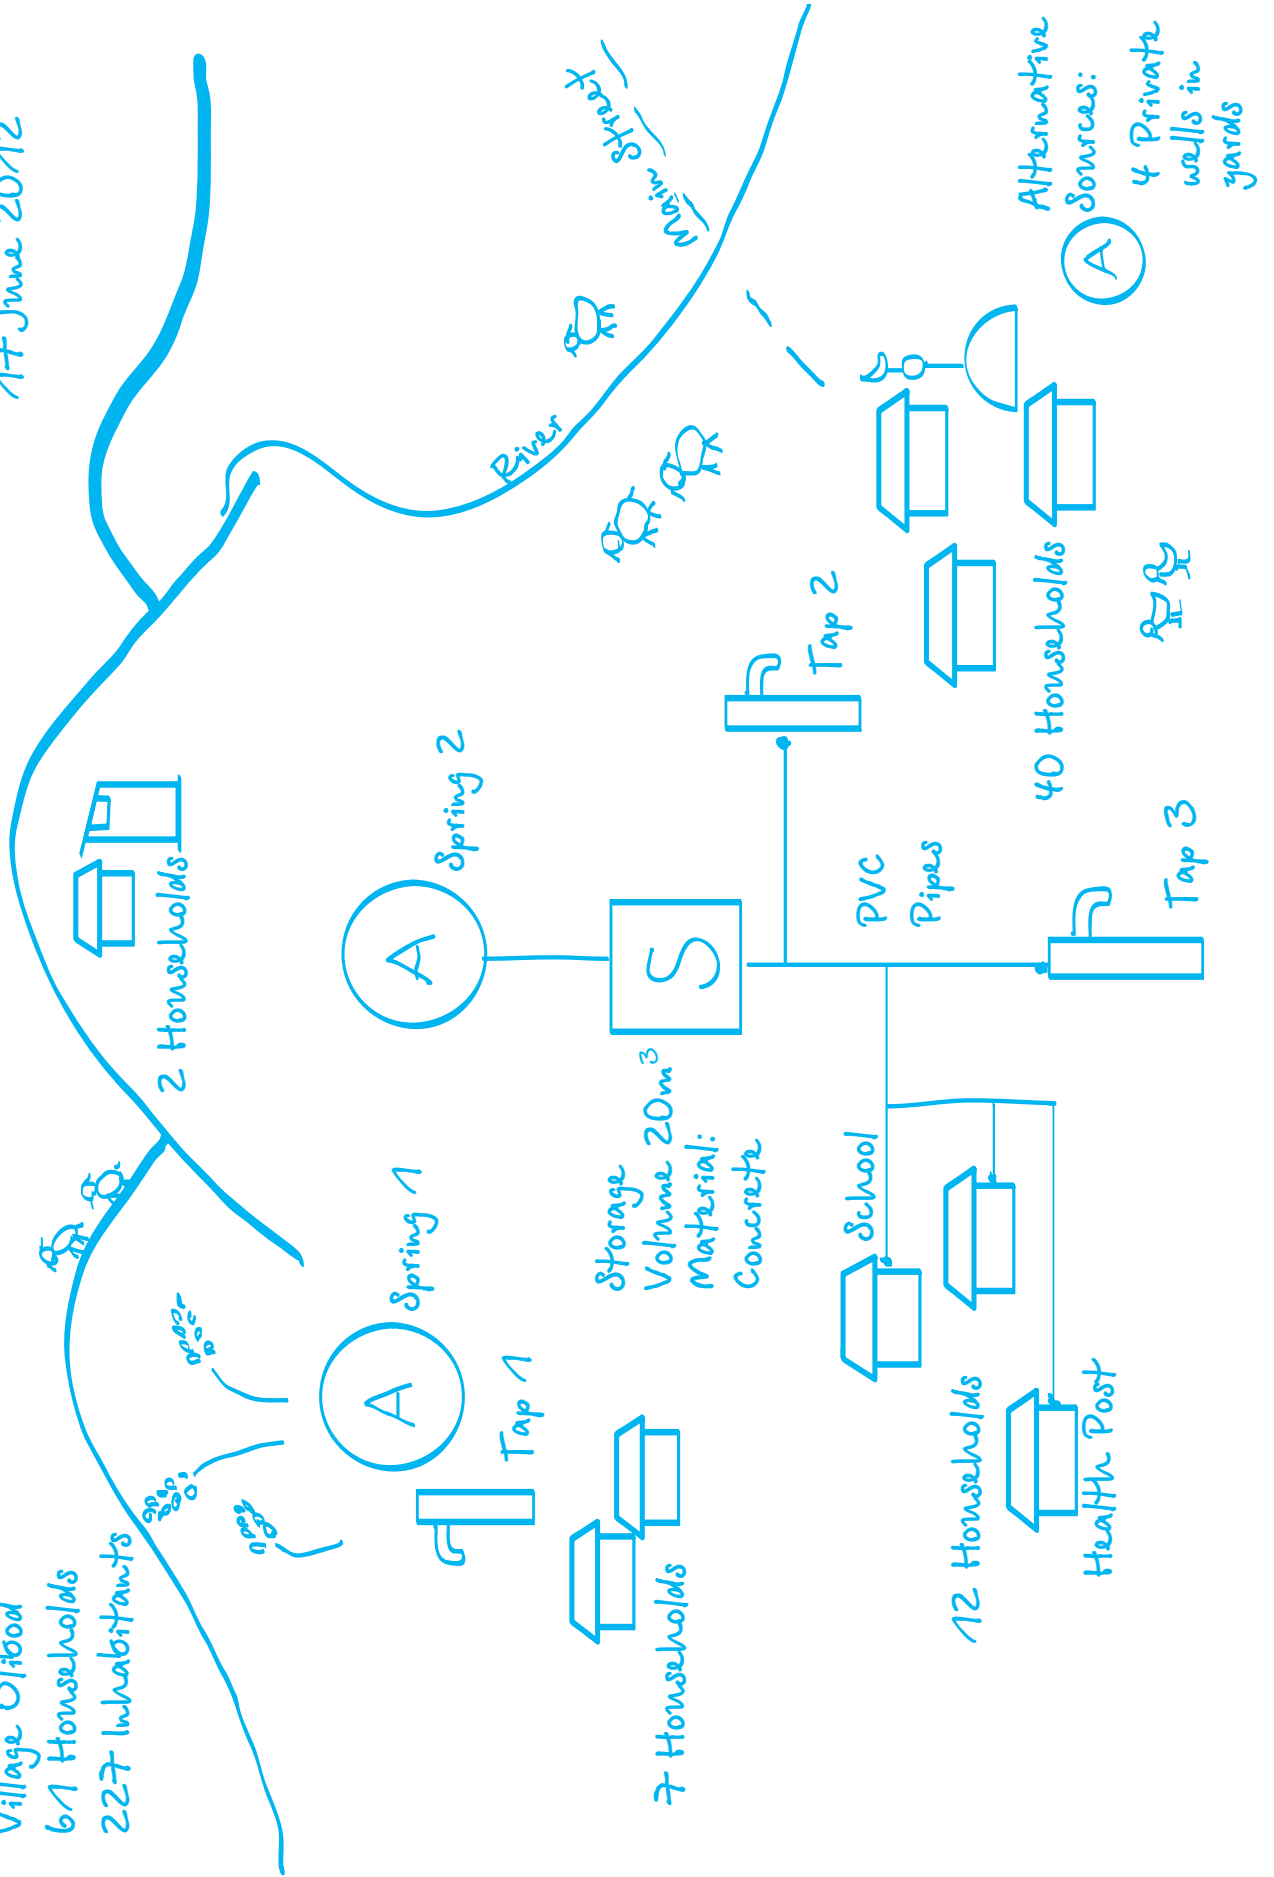 Village Olibod
61 Households
227 Inhabitants
17 June 2012
2 Households
Spring 1
Tap 1
7 Households
Spring 2
A
A
Storage
Volume 20m³
Material:
Concrete
S
River
Main Street
School
12 Households
Health Post
PVC
Pipes
Tap 2
Tap 3
40 Households
A
Alternative
Sources:
4 Private
wells in
yards